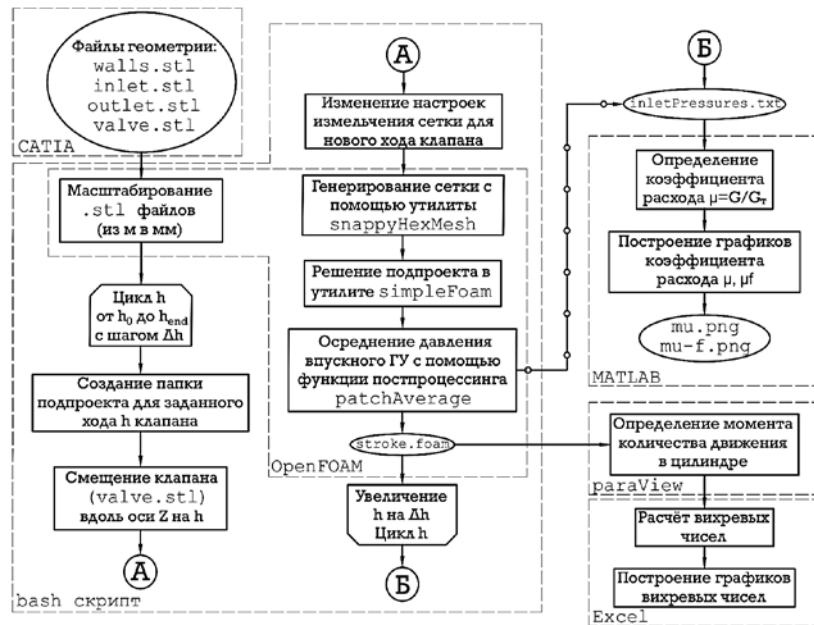 Файлы геометрии:
walls.stl
inlet.stl
outlet.stl
valve.stl
CATIA
Масштабирование
.stl файлов
(из м в мм)
Цикл h
от h₀ до hend
с шагом Δh
Создание папки
подпроекта для заданного
хода h клапана
Смещение клапана
(valve.stl)
вдоль оси Z на h
А
bash скрипт
А
Изменение настроек
измельчения сетки для
нового хода клапана
Генерирование сетки с
помощью утилиты
snappyHexMesh
Решение подпроекта в
утилите simpleFoam
Осреднение давления
впускного ГУ с помощью
функции постпроцессинга
patchAverage
stroke.foam
OpenFOAM
Увеличение
h на Δh
Цикл h
Б
Б
inletPressures.txt
Определение
коэффициента
расхода μ=G/Gт
Построение графиков
коэффициента
расхода μ, μf
mu.png
mu-f.png
MATLAB
Определение момента
количества движения
в цилиндре
paraView
Расчёт вихревых
чисел
Построение графиков
вихревых чисел
Excel